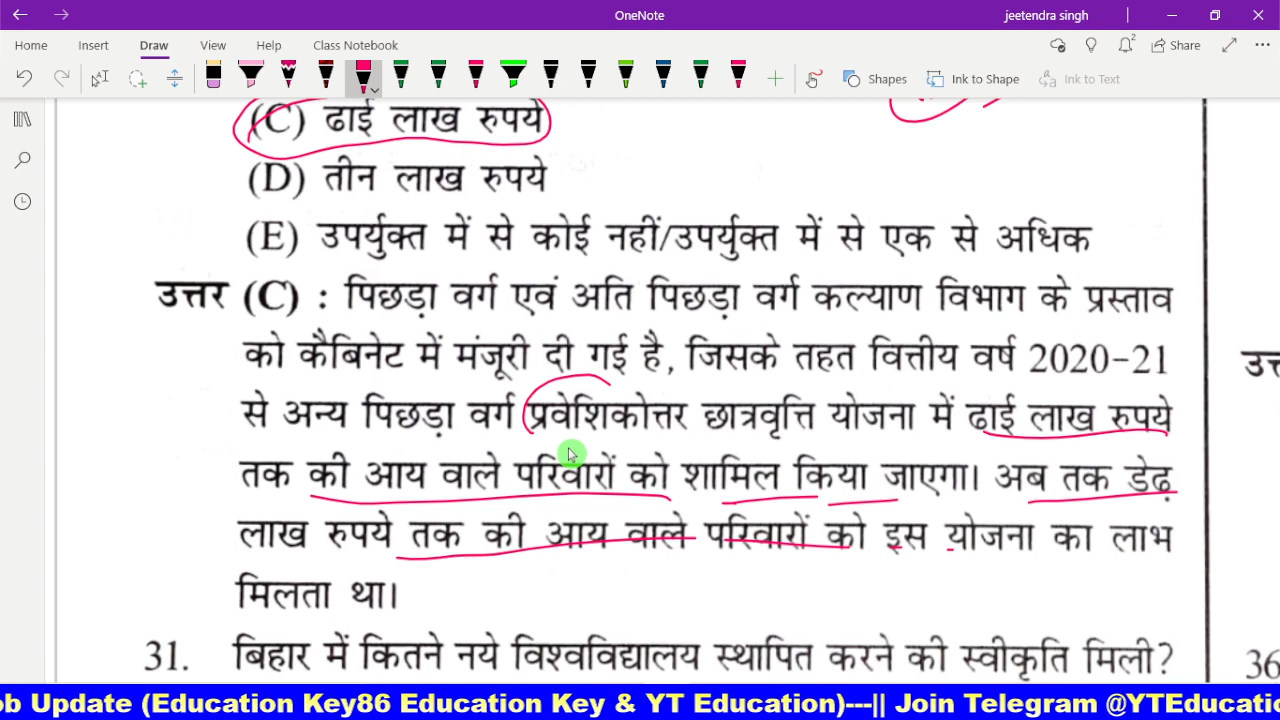 OneNote
jeetendra singh
Home Insert Draw View Help Class Notebook Share
Shapes Ink to Shape Ink to Text
(C) ढाई लाख रुपये
(D) तीन लाख रुपये
(E) उपर्युक्त में से कोई नहीं/उपर्युक्त में से एक से अधिक
उत्तर (C) : पिछड़ा वर्ग एवं अति पिछड़ा वर्ग कल्याण विभाग के प्रस्ताव
को कैबिनेट में मंजूरी दी गई है, जिसके तहत वित्तीय वर्ष 2020-21
से अन्य पिछड़ा वर्ग प्रवेशिकोत्तर छात्रवृत्ति योजना में ढाई लाख रुपये
तक की आय वाले परिवारों को शामिल किया जाएगा। अब तक डेढ़
लाख रुपये तक की आय वाले परिवारों को इस योजना का लाभ
मिलता था।
31. बिहार में कितने नये विश्वविद्यालय स्थापित करने की स्वीकृति मिली?
उत्त
36
ob Update (Education Key86 Education Key & YT Education)---|| Join Telegram @YTEducatio